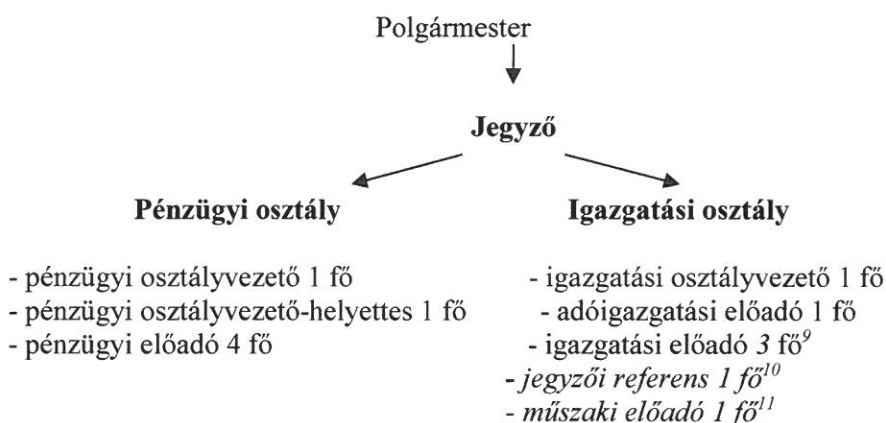 Polgármester
Jegyző
Pénzügyi osztály
- pénzügyi osztályvezető 1 fő
- pénzügyi osztályvezető-helyettes 1 fő
- pénzügyi előadó 4 fő
Igazgatási osztály
- igazgatási osztályvezető 1 fő
- adóigazgatási előadó 1 fő
- igazgatási előadó 3 fő⁹
- jegyzői referens 1 fő¹⁰
- műszaki előadó 1 fő¹¹